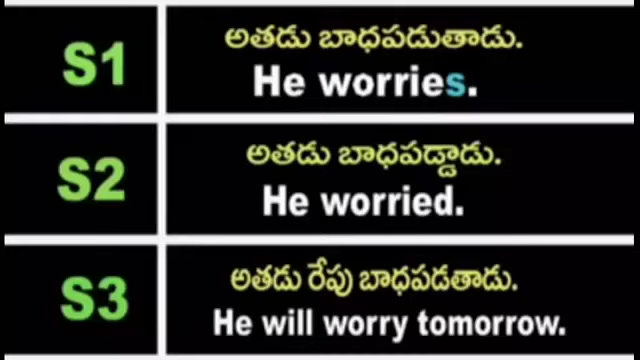 S1
అతడు బాధపడుతాడు.
He worries.
S2
అతడు బాధపడ్డాడు.
He worried.
S3
అతడు రేపు బాధపడతాడు.
He will worry tomorrow.